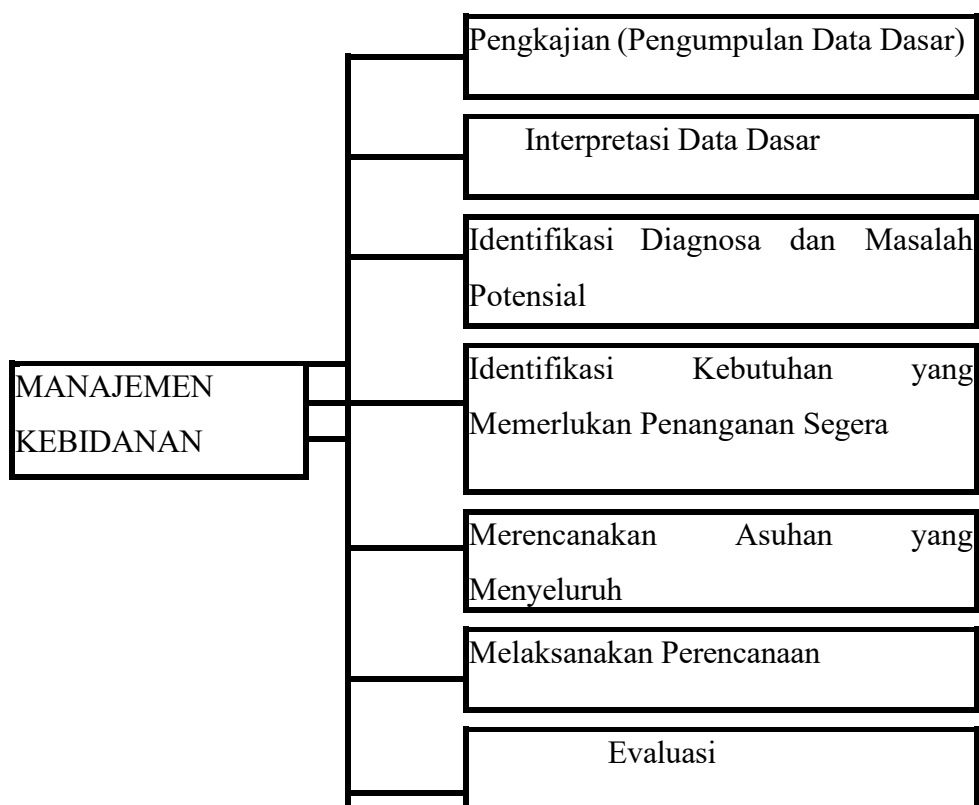 Pengkajian (Pengumpulan Data Dasar)
Interpretasi Data Dasar
Identifikasi Diagnosa dan Masalah
Potensial
MANAJEMEN
KEBIDANAN
Identifikasi Kebutuhan yang
Memerlukan Penanganan Segera
Merencanakan Asuhan yang
Menyeluruh
Melaksanakan Perencanaan
Evaluasi